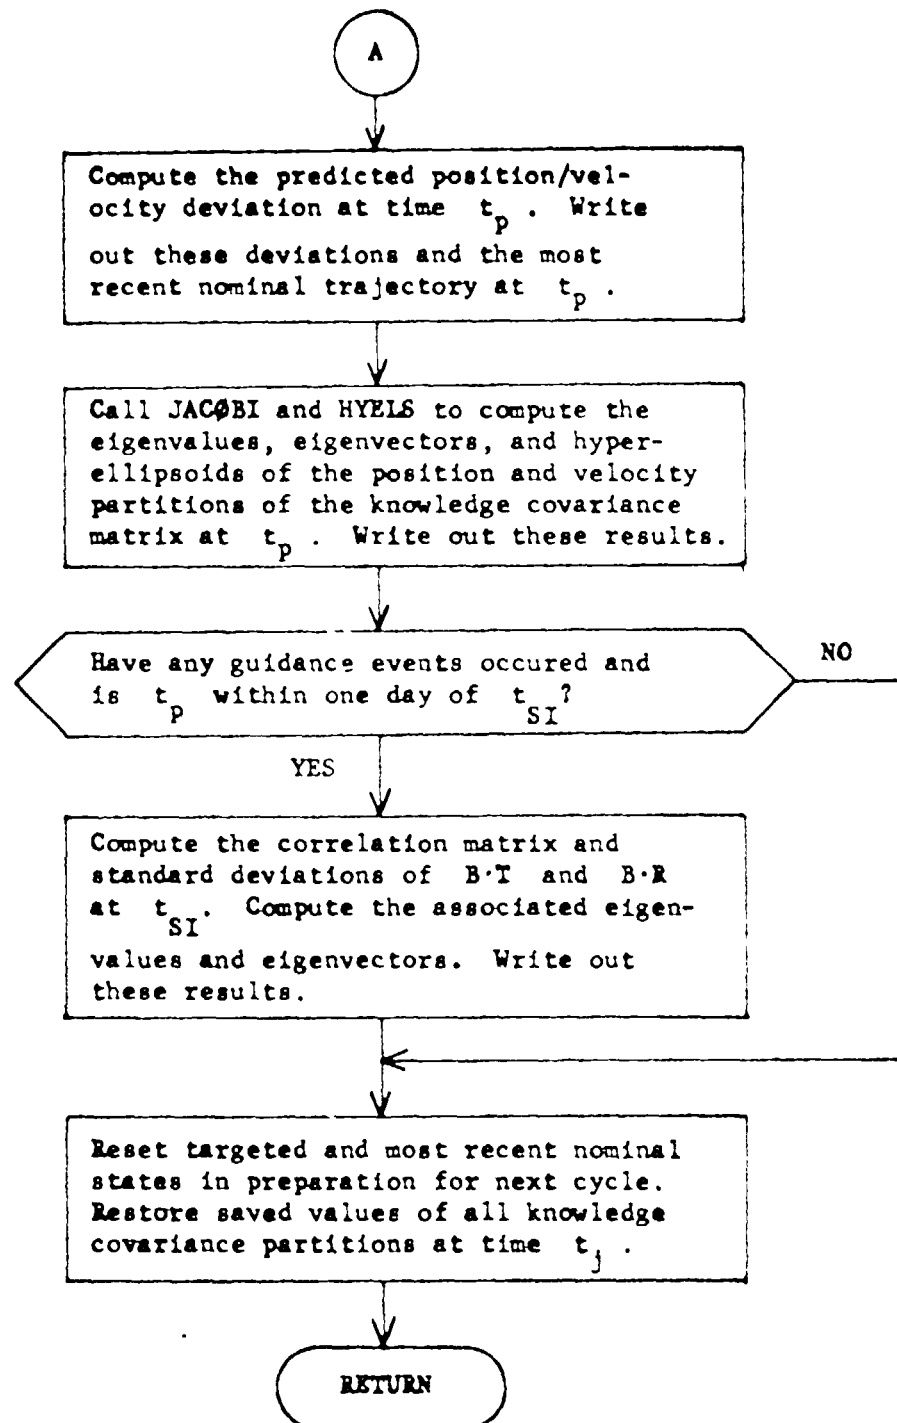 A
Compute the predicted position/vel-
ocity deviation at time t_p . Write
out these deviations and the most
recent nominal trajectory at t_p .
Call JACØBI and HYELS to compute the
eigenvalues, eigenvectors, and hyper-
ellipsoids of the position and velocity
partitions of the knowledge covariance
matrix at t_p . Write out these results.
Have any guidance events occured and
is t_p within one day of t_SI?
NO
YES
Compute the correlation matrix and
standard deviations of B·T and B·R
at t_SI. Compute the associated eigen-
values and eigenvectors. Write out
these results.
Reset targeted and most recent nominal
states in preparation for next cycle.
Restore saved values of all knowledge
covariance partitions at time t_j .
RETURN